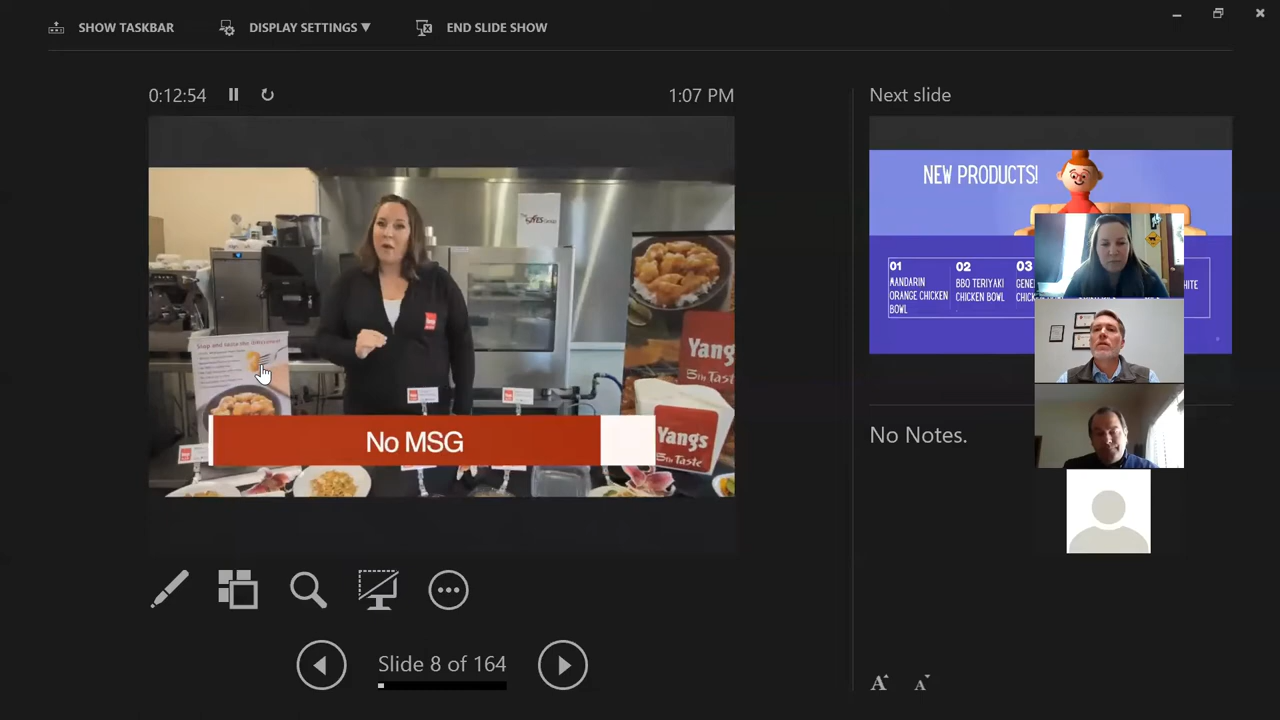 SHOW TASKBAR
DISPLAY SETTINGS ▼
END SLIDE SHOW
0:12:54
1:07 PM
Next slide
NEW PRODUCTS!
01
MANDARIN
ORANGE CHICKEN
BOWL
02
BBQ TERIYAKI
CHICKEN BOWL
03
Yangs
5th Taste
Yangs
5th Taste
No MSG
No Notes.
Slide 8 of 164
A
A